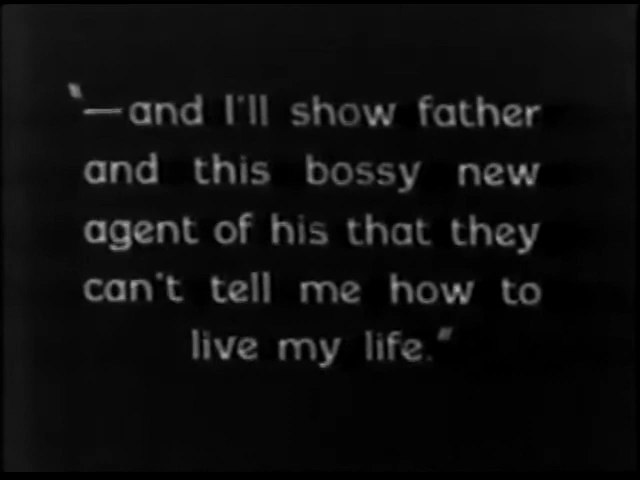 "—and I'll show father
and this bossy new
agent of his that they
can't tell me how to
live my life."